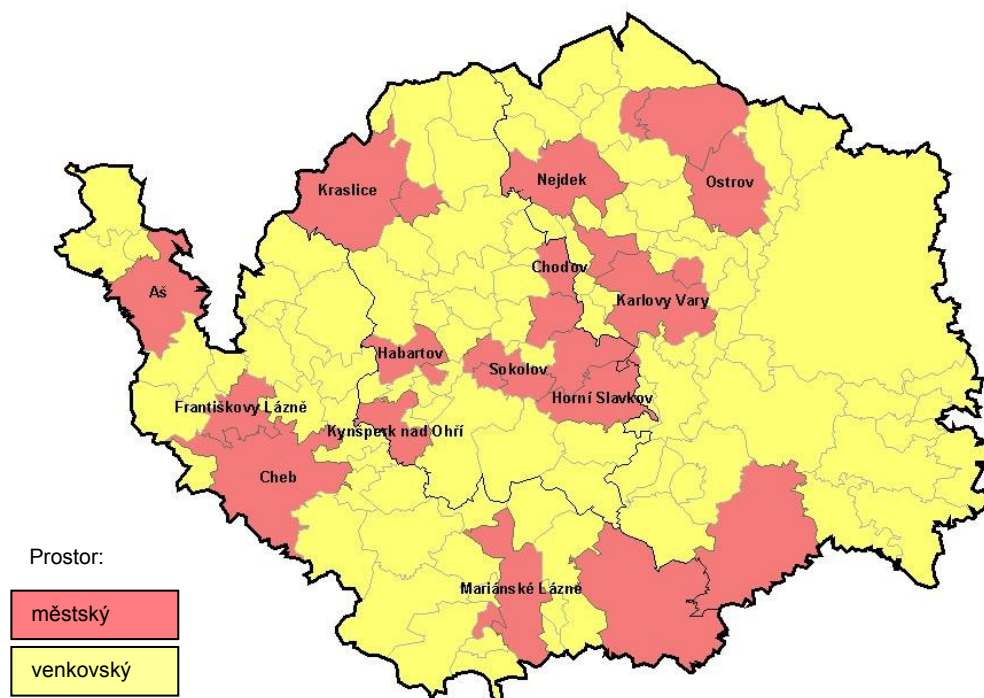 Kraslice
Nejdek
Ostrov
Aš
Chodov
Karlovy Vary
Habartov
Sokolov
Horní Slavkov
Františkovy Lázně
Kynšperk nad Ohří
Cheb
Mariánské Lázně
Prostor:
městský
venkovský